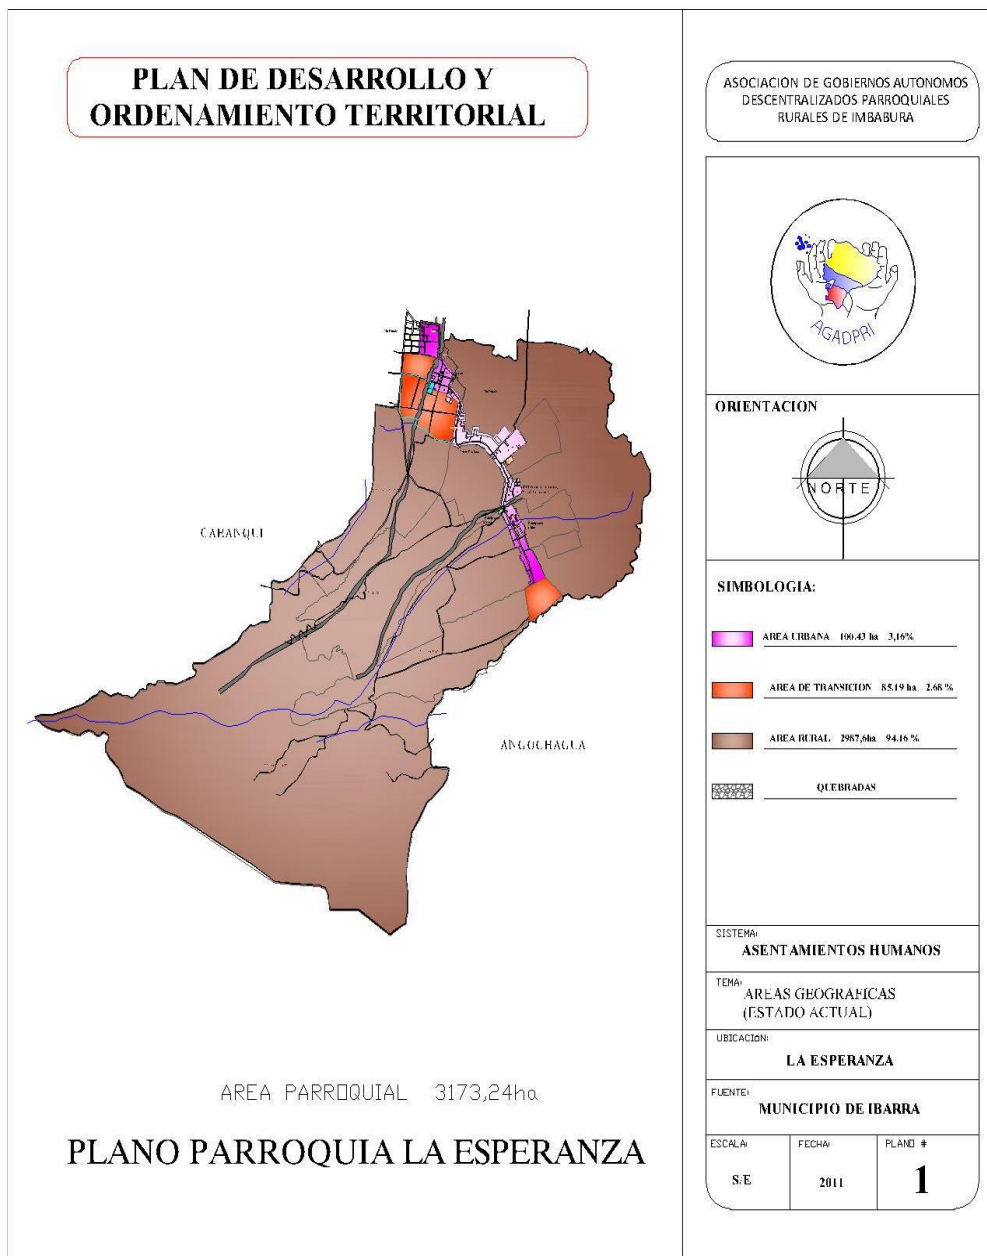 PLAN DE DESARROLLO Y
ORDENAMIENTO TERRITORIAL
CARANQUI
ANGOCHAGUA
AREA PARROQUIAL 3173,24ha
PLANO PARROQUIA LA ESPERANZA
ASOCIACION DE GOBIERNOS AUTONOMOS
DESCENTRALIZADOS PARROQUIALES
RURALES DE IMBABURA
AGADPRI
ORIENTACION
NORTE
SIMBOLOGIA:
AREA URBANA 100.43 ha 3,16%
AREA DE TRANSICION 85.19 ha 2.68 %
AREA RURAL 2987,6ha 94.16 %
QUEBRADAS
SISTEMA:
ASENTAMIENTOS HUMANOS
TEMA:
AREAS GEOGRAFICAS
(ESTADO ACTUAL)
UBICACIÓN:
LA ESPERANZA
FUENTE:
MUNICIPIO DE IBARRA
ESCALA: FECHA: PLANO #
S/E 2011 1